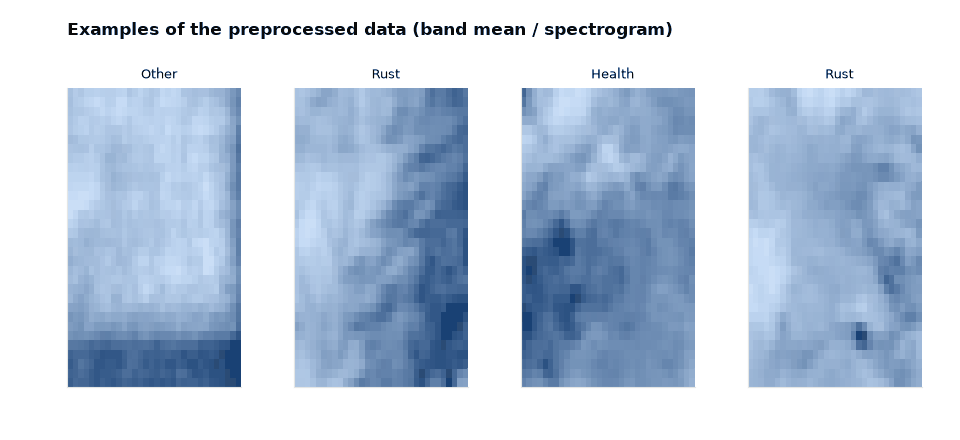 Examples of the preprocessed data (band mean / spectrogram)
Other
Rust
Health
Rust